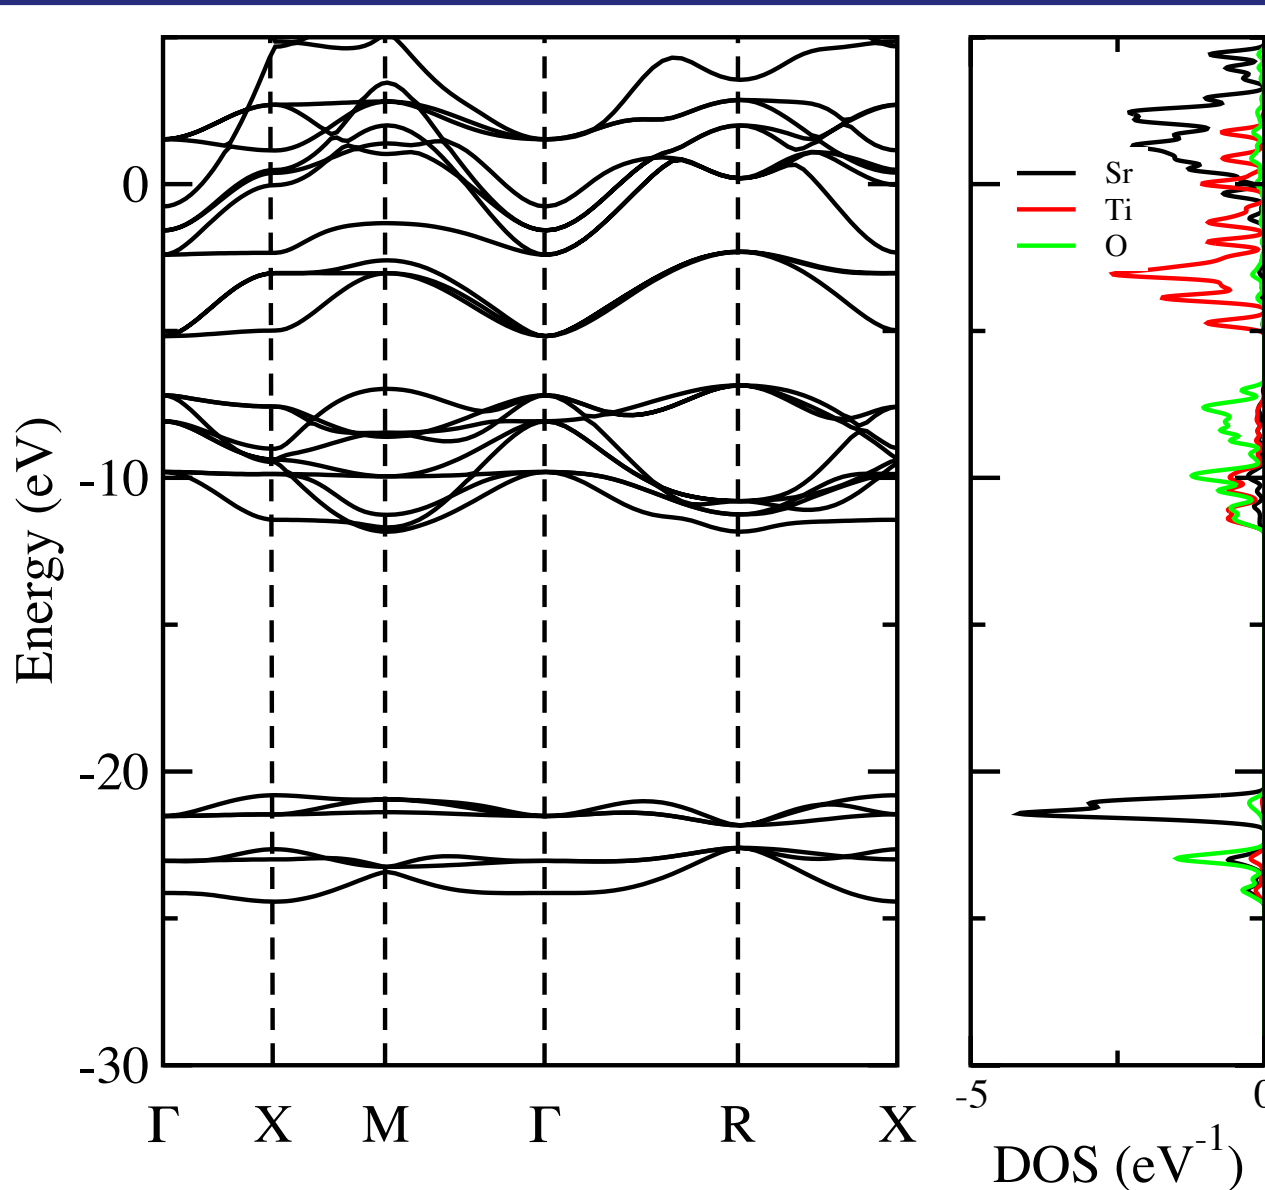 0
-10
-20
-30
Energy (eV)
Γ X M Γ R X
Sr
Ti
O
-5 0
DOS (eV⁻¹)